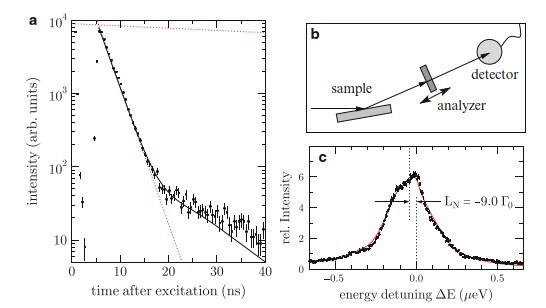 a
10^4
10^3
10^2
10
intensity (arb. units)
0 10 20 30 40
time after excitation (ns)
b
sample
detector
analyzer
c
6
4
2
0
rel. Intensity
L_N = -9.0 Γ_0
-0.5 0.0 0.5
energy detuning ΔE (μeV)